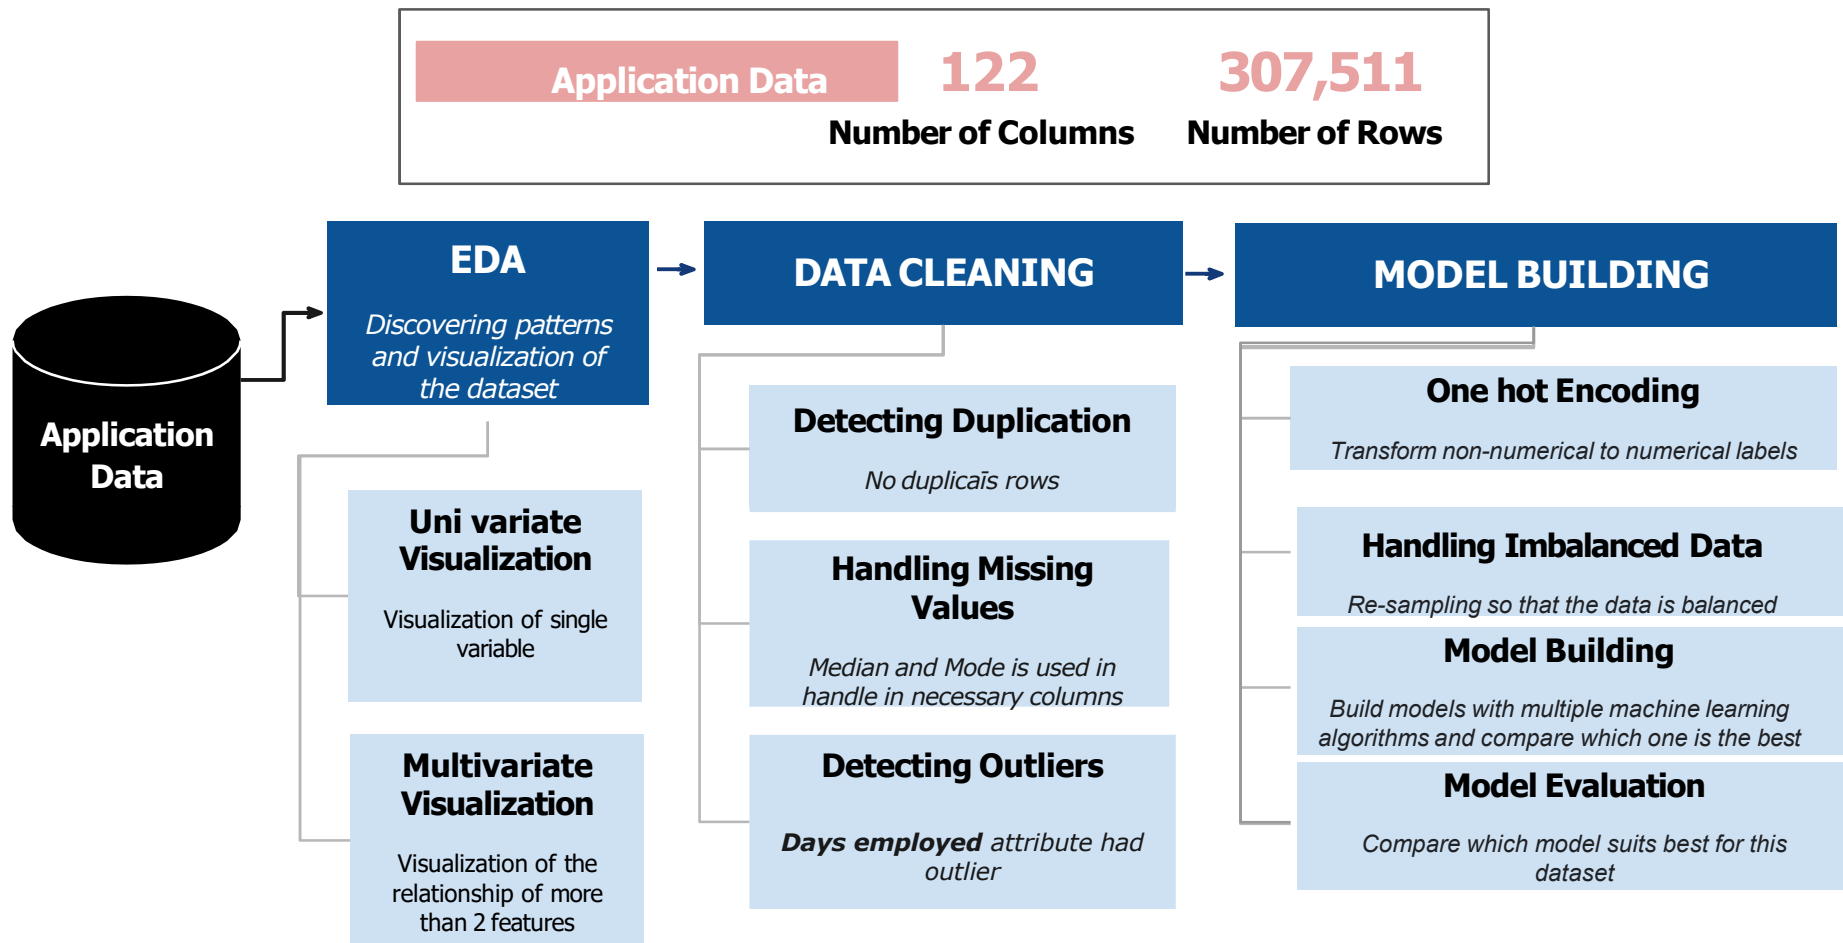 Application Data
122
307,511
Number of Columns
Number of Rows
Application
Data
EDA
Discovering patterns
and visualization of
the dataset
Uni variate
Visualization
Visualization of single
variable
Multivariate
Visualization
Visualization of the
relationship of more
than 2 features
DATA CLEANING
Detecting Duplication
No duplicaīs rows
Handling Missing
Values
Median and Mode is used in
handle in necessary columns
Detecting Outliers
Days employed attribute had
outlier
MODEL BUILDING
One hot Encoding
Transform non-numerical to numerical labels
Handling Imbalanced Data
Re-sampling so that the data is balanced
Model Building
Build models with multiple machine learning
algorithms and compare which one is the best
Model Evaluation
Compare which model suits best for this
dataset